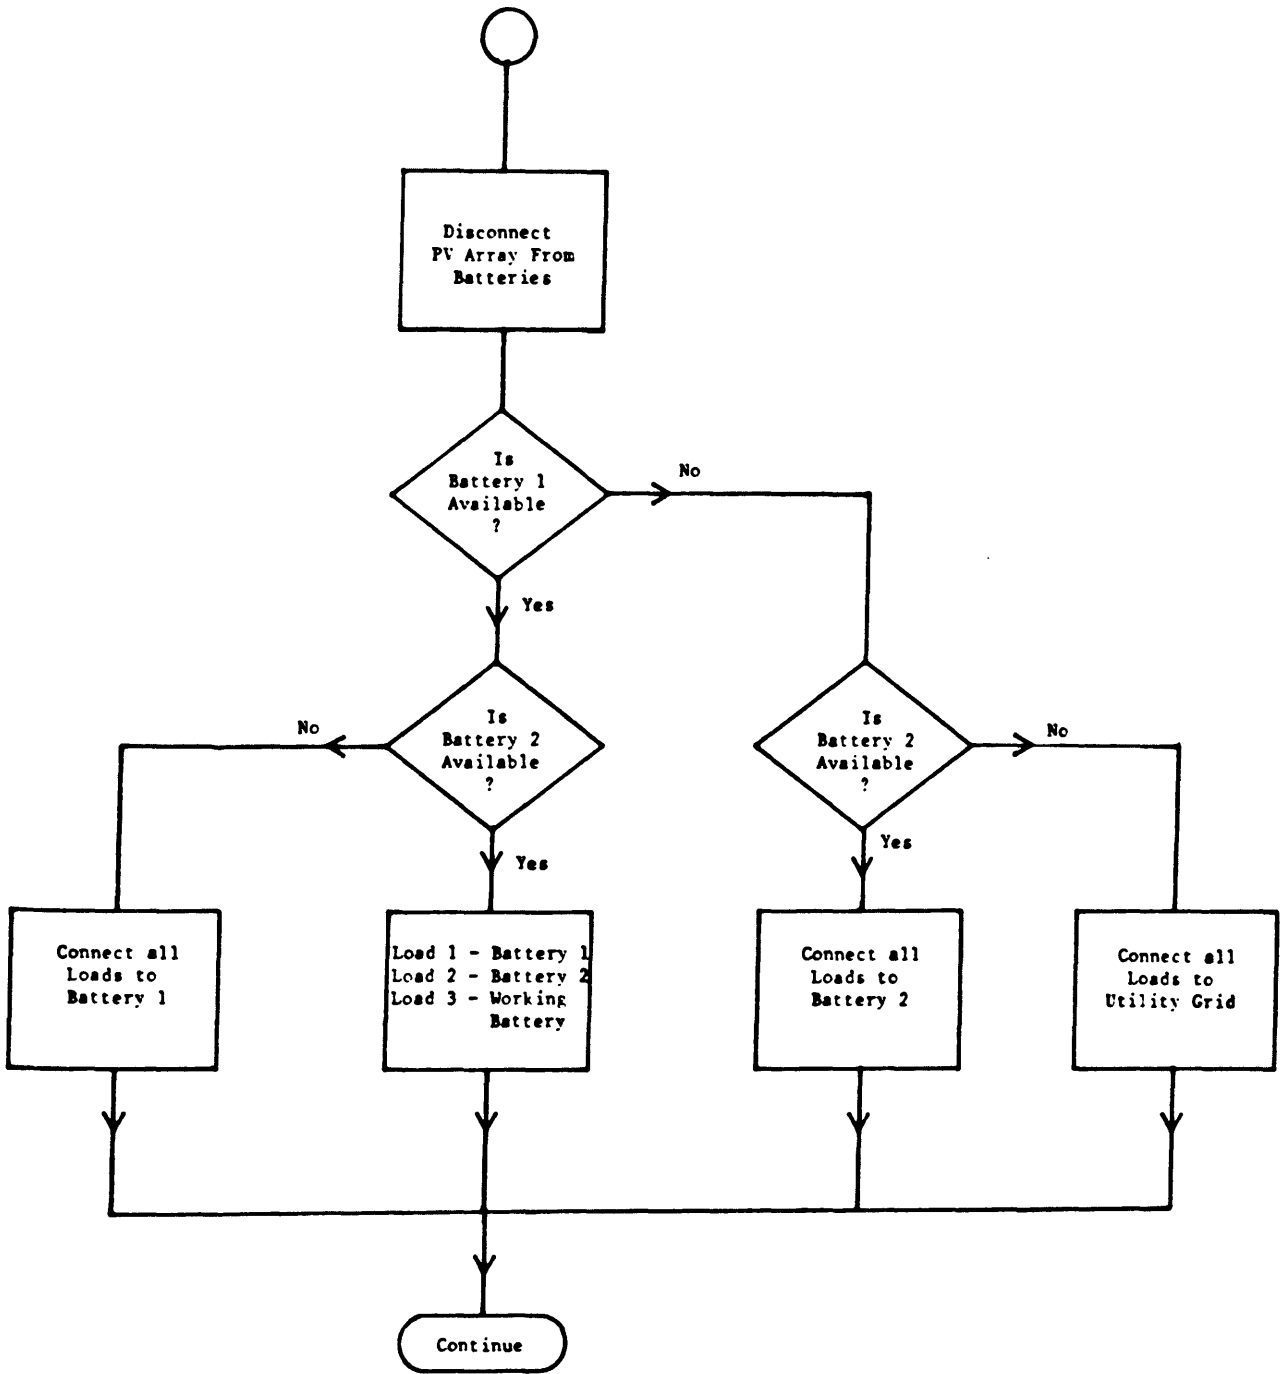 Disconnect
PV Array From
Batteries
Is
Battery 1
Available
?
No
Yes
Is
Battery 2
Available
?
No
Yes
Is
Battery 2
Available
?
No
Yes
Connect all
Loads to
Battery 1
Load 1 - Battery 1
Load 2 - Battery 2
Load 3 - Working
Battery
Connect all
Loads to
Battery 2
Connect all
Loads to
Utility Grid
Continue